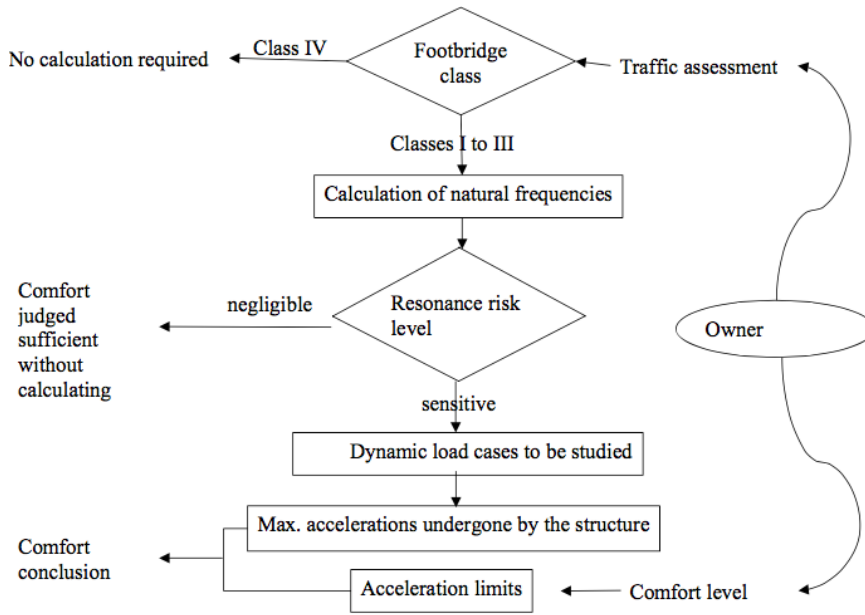 Class IV
Footbridge
class
No calculation required
Traffic assessment
Classes I to III
Calculation of natural frequencies
Comfort
judged
sufficient
without
calculating
negligible
Resonance risk
level
Owner
sensitive
Dynamic load cases to be studied
Max. accelerations undergone by the structure
Comfort
conclusion
Acceleration limits
Comfort level